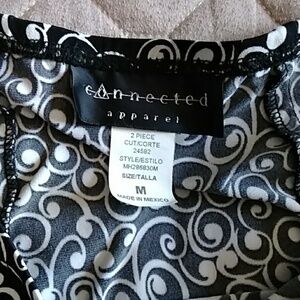 connected
apparel
2 PIECE
CUT/CORTE
24582
STYLE/ESTILO
MH295830M
SIZE/TALLA
M
MADE IN MEXICO